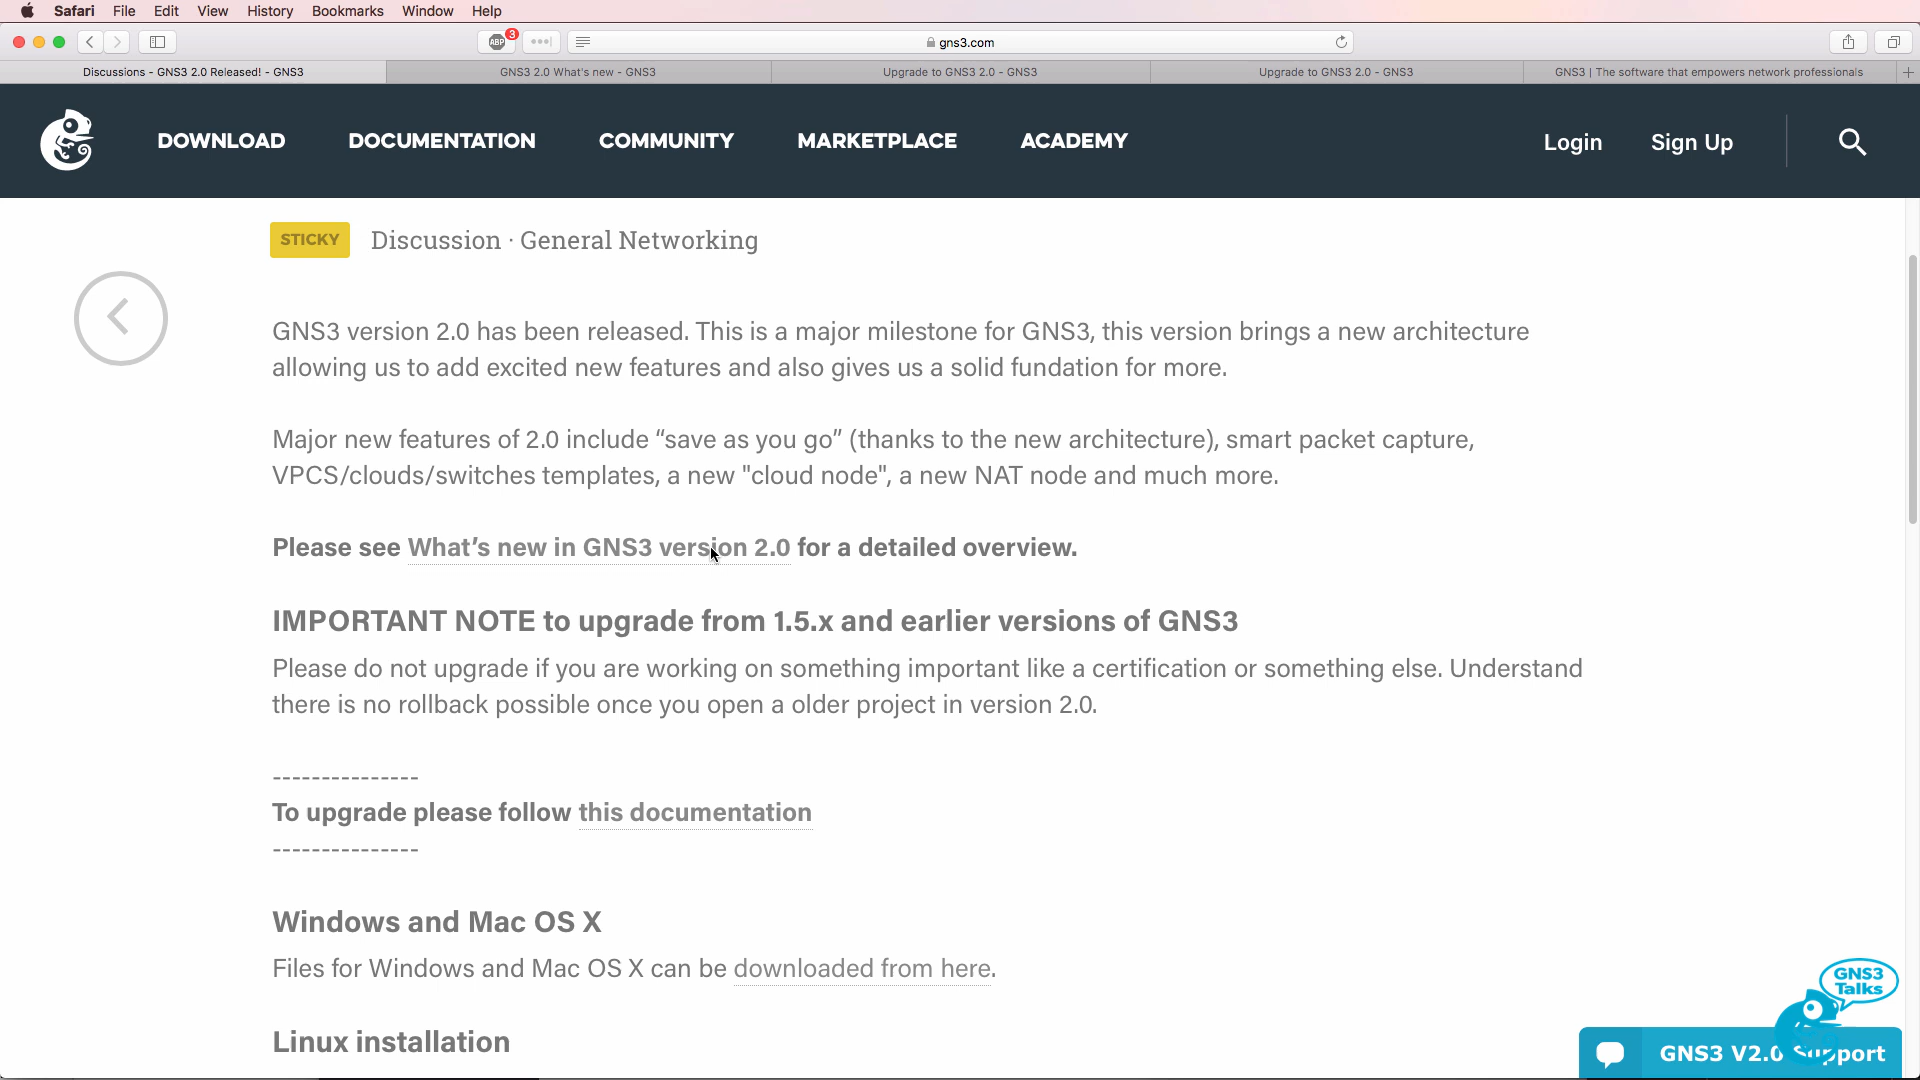 Safari File Edit View History Bookmarks Window Help
ABP 3 gns3.com
Discussions - GNS3 2.0 Released! - GNS3 GNS3 2.0 What's new - GNS3 Upgrade to GNS3 2.0 - GNS3 Upgrade to GNS3 2.0 - GNS3 GNS3 | The software that empowers network professionals
DOWNLOAD DOCUMENTATION COMMUNITY MARKETPLACE ACADEMY Login Sign Up
STICKY Discussion · General Networking
GNS3 version 2.0 has been released. This is a major milestone for GNS3, this version brings a new architecture
allowing us to add excited new features and also gives us a solid fundation for more.
Major new features of 2.0 include “save as you go” (thanks to the new architecture), smart packet capture,
VPCS/clouds/switches templates, a new "cloud node", a new NAT node and much more.
Please see What’s new in GNS3 version 2.0 for a detailed overview.
IMPORTANT NOTE to upgrade from 1.5.x and earlier versions of GNS3
Please do not upgrade if you are working on something important like a certification or something else. Understand
there is no rollback possible once you open a older project in version 2.0.
---------------
To upgrade please follow this documentation
---------------
Windows and Mac OS X
Files for Windows and Mac OS X can be downloaded from here.
Linux installation
GNS3
Talks
GNS3 V2.0 Support